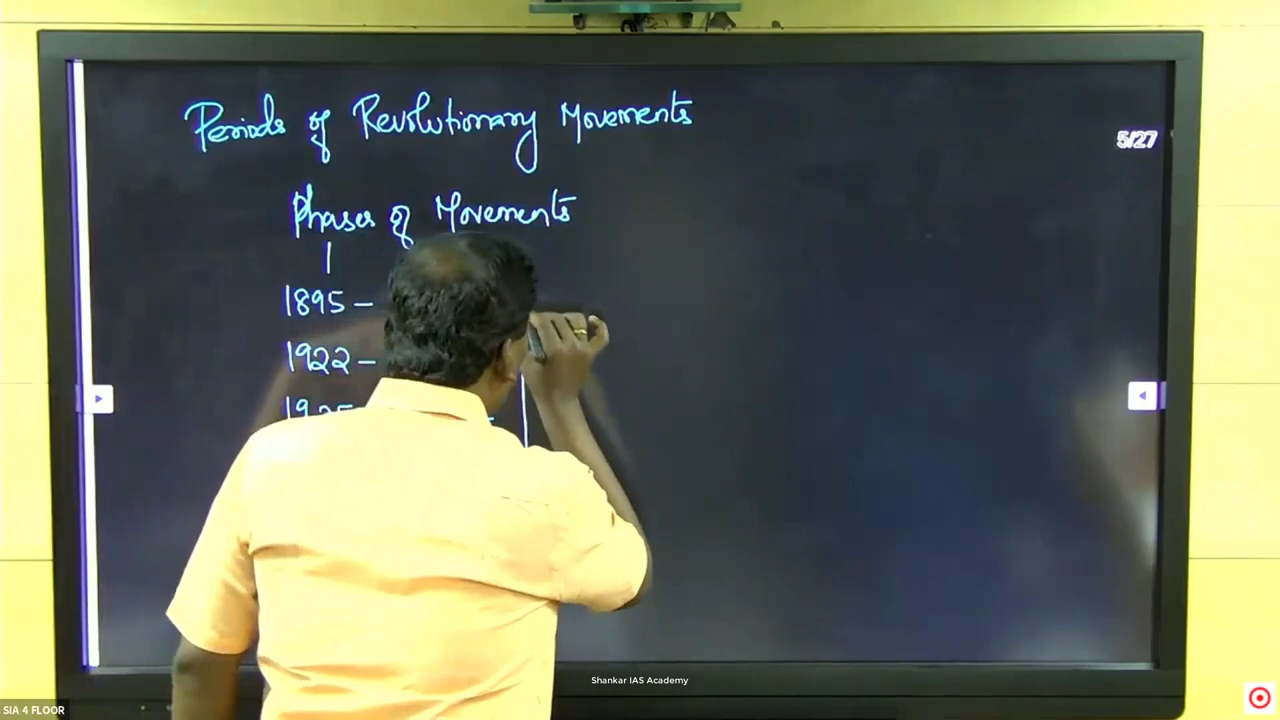 Periods of Revolutionary Movements
5/27
Phases of Movements
1895 –
1922 –
Shankar IAS Academy
SIA 4 FLOOR